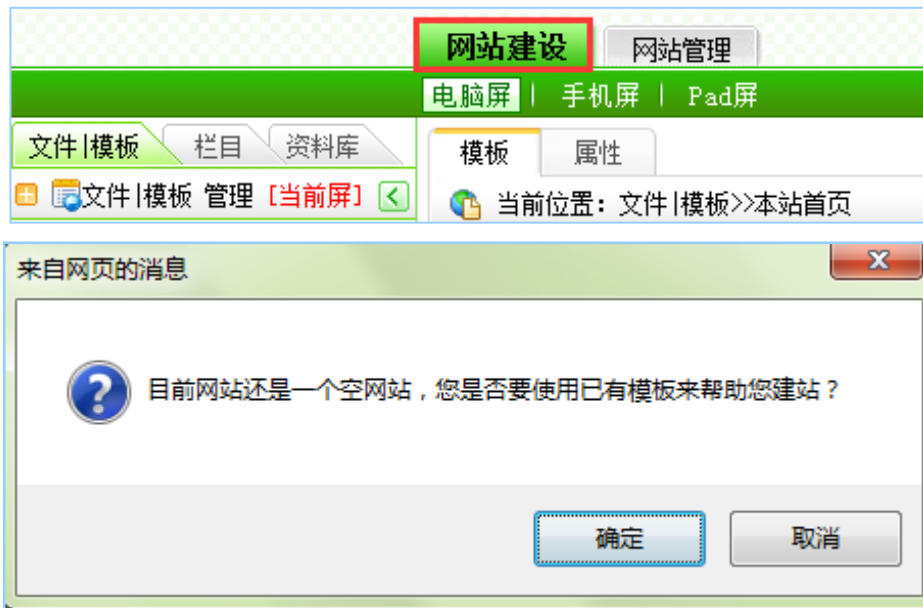 网站建设 网站管理
电脑屏 | 手机屏 | Pad屏
文件|模板 栏目 资料库 模板 属性
文件|模板 管理 [当前屏] 当前位置：文件|模板>>本站首页
来自网页的消息
目前网站还是一个空网站，您是否要使用已有模板来帮助您建站？
确定 取消